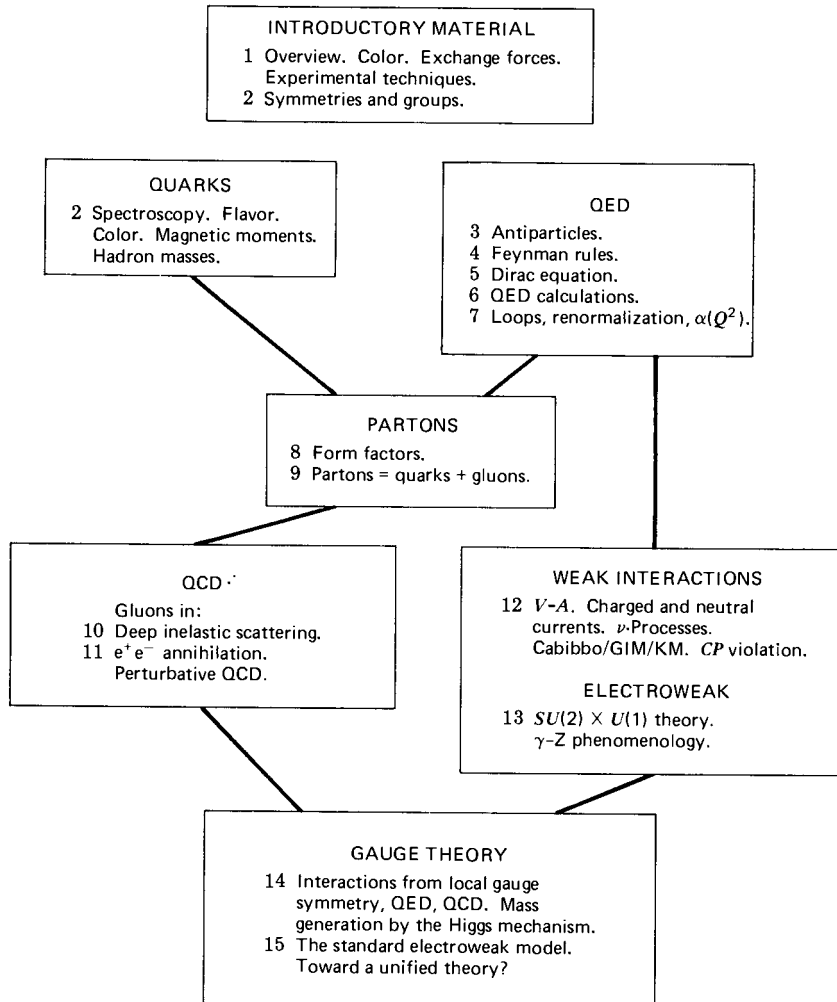 INTRODUCTORY MATERIAL
1 Overview. Color. Exchange forces.
Experimental techniques.
2 Symmetries and groups.
QUARKS
2 Spectroscopy. Flavor.
Color. Magnetic moments.
Hadron masses.
QED
3 Antiparticles.
4 Feynman rules.
5 Dirac equation.
6 QED calculations.
7 Loops, renormalization, α(Q²).
PARTONS
8 Form factors.
9 Partons = quarks + gluons.
QCD
Gluons in:
10 Deep inelastic scattering.
11 e⁺e⁻ annihilation.
Perturbative QCD.
WEAK INTERACTIONS
12 V-A. Charged and neutral
currents. ν-Processes.
Cabibbo/GIM/KM. CP violation.
ELECTROWEAK
13 SU(2) × U(1) theory.
γ-Z phenomenology.
GAUGE THEORY
14 Interactions from local gauge
symmetry, QED, QCD. Mass
generation by the Higgs mechanism.
15 The standard electroweak model.
Toward a unified theory?